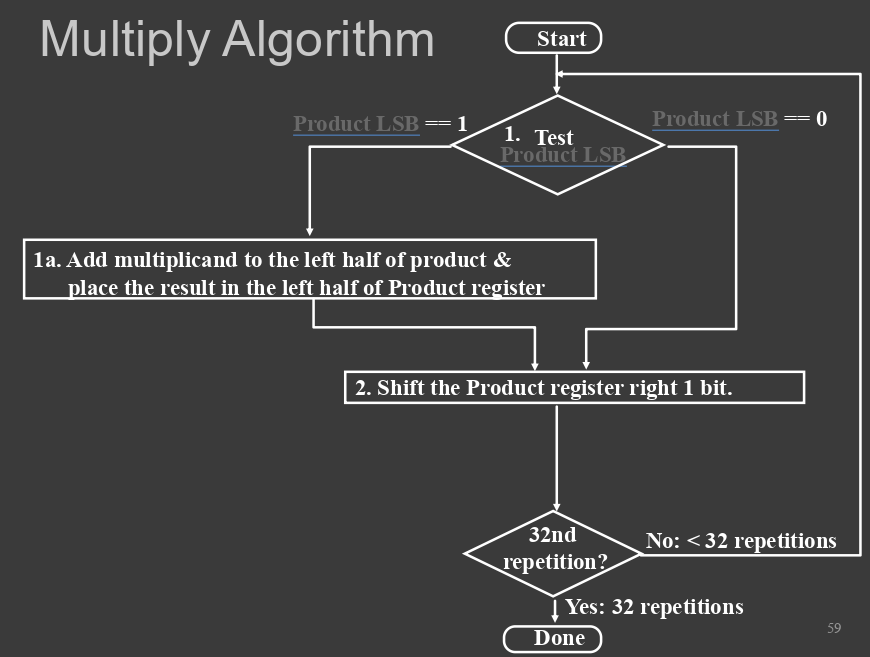 Multiply Algorithm
Start
Product LSB == 1
Product LSB == 0
1. Test
Product LSB
1a. Add multiplicand to the left half of product &
place the result in the left half of Product register
2. Shift the Product register right 1 bit.
32nd
repetition?
No: < 32 repetitions
Yes: 32 repetitions
Done
59